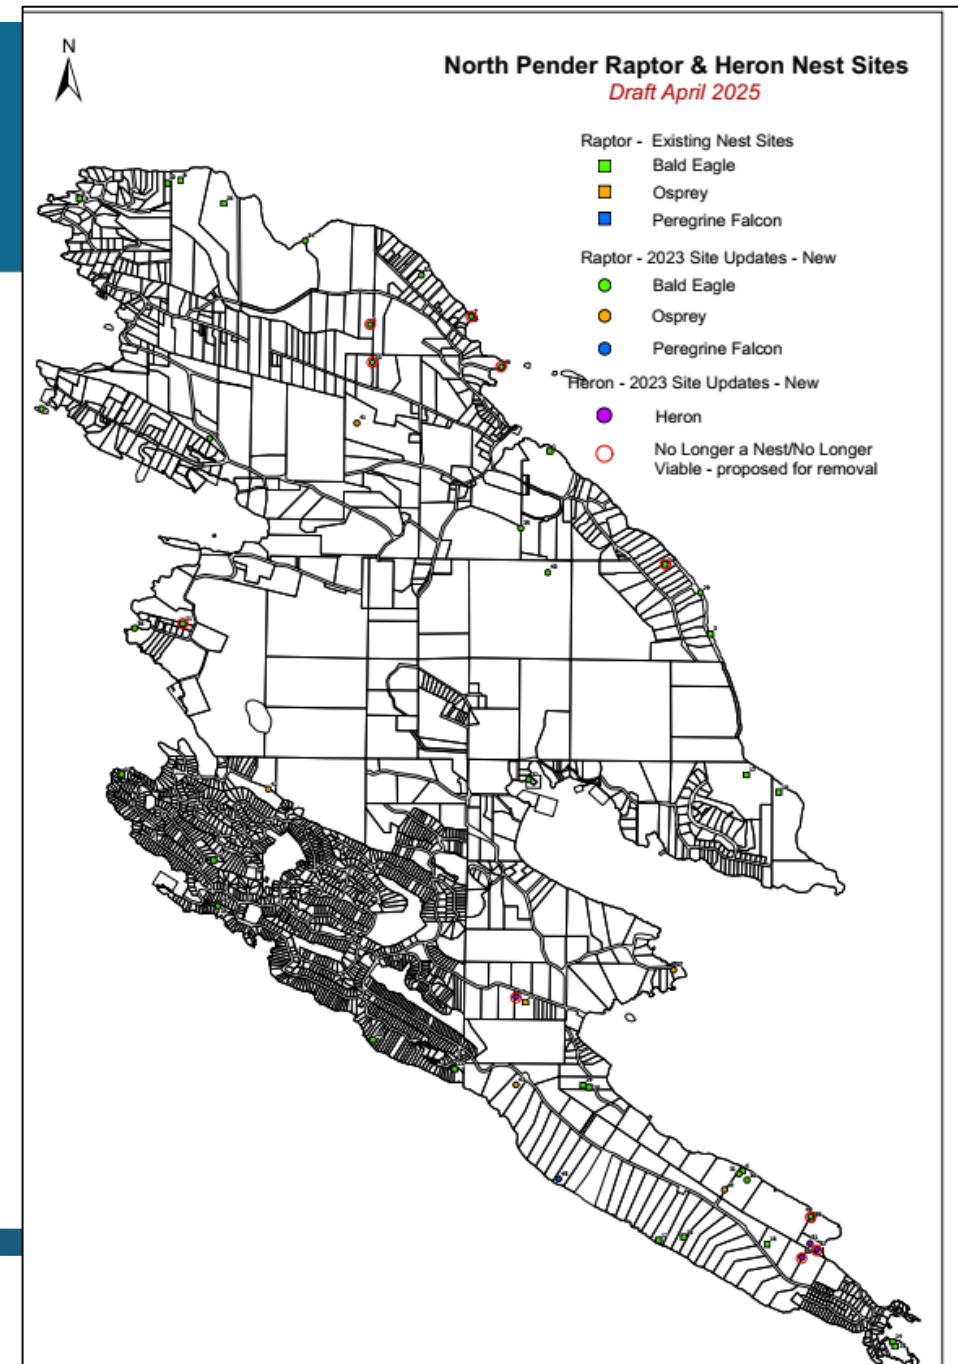 N
North Pender Raptor & Heron Nest Sites
Draft April 2025
Raptor - Existing Nest Sites
Bald Eagle
Osprey
Peregrine Falcon
Raptor - 2023 Site Updates - New
Bald Eagle
Osprey
Peregrine Falcon
Heron - 2023 Site Updates - New
Heron
No Longer a Nest/No Longer
Viable - proposed for removal